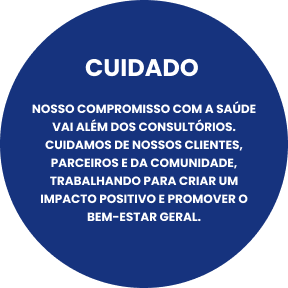 CUIDADO
NOSSO COMPROMISSO COM A SAÚDE
VAI ALÉM DOS CONSULTÓRIOS.
CUIDAMOS DE NOSSOS CLIENTES,
PARCEIROS E DA COMUNIDADE,
TRABALHANDO PARA CRIAR UM
IMPACTO POSITIVO E PROMOVER O
BEM-ESTAR GERAL.